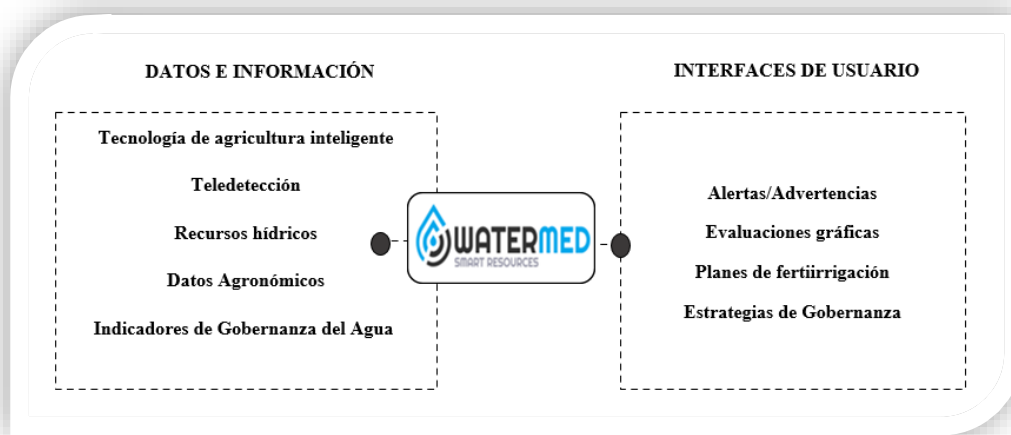 DATOS E INFORMACIÓN
Tecnología de agricultura inteligente
Teledetección
Recursos hídricos
Datos Agronómicos
Indicadores de Gobernanza del Agua
WATERMED
SMART RESOURCES
INTERFACES DE USUARIO
Alertas/Advertencias
Evaluaciones gráficas
Planes de fertiirrigación
Estrategias de Gobernanza